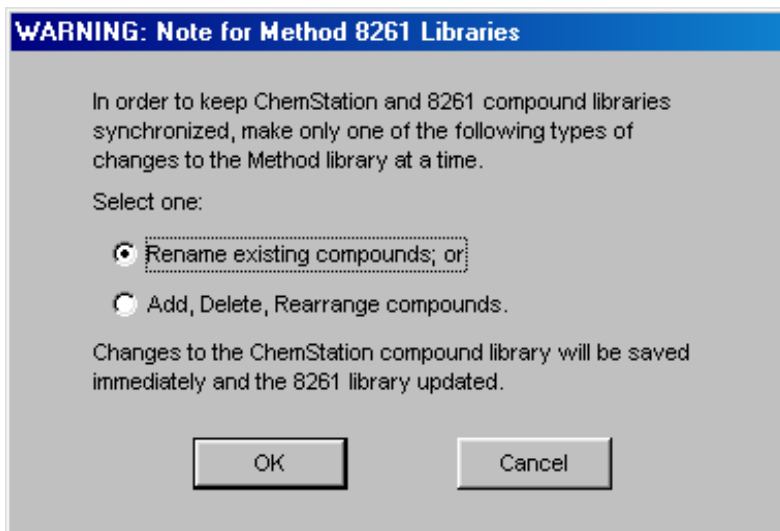 WARNING: Note for Method 8261 Libraries
In order to keep ChemStation and 8261 compound libraries
synchronized, make only one of the following types of
changes to the Method library at a time.
Select one:
Rename existing compounds; or
Add, Delete, Rearrange compounds.
Changes to the ChemStation compound library will be saved
immediately and the 8261 library updated.
OK Cancel